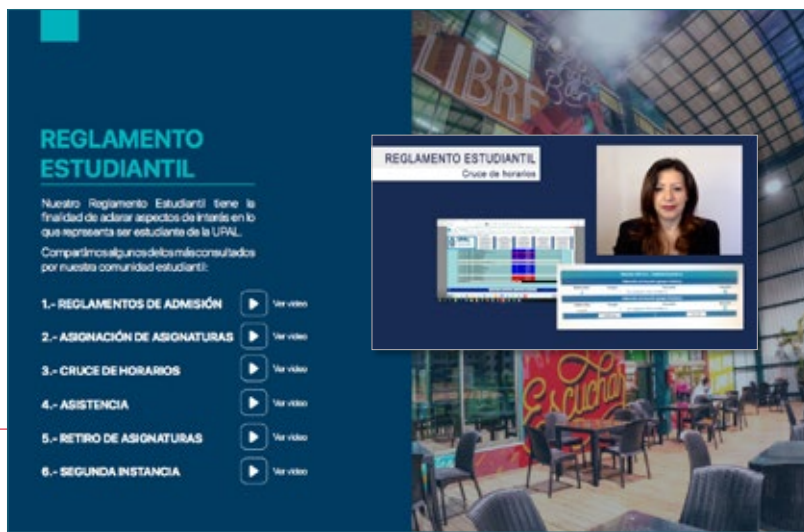 REGLAMENTO
ESTUDIANTIL
Nuestro Reglamento Estudiantil tiene la
finalidad de aclarar aspectos de interés en lo
que representa ser estudiante de la UPAL.
Compartimos algunos de los más consultados
por nuestra comunidad estudiantil:
1.- REGLAMENTOS DE ADMISIÓN Ver video
2.- ASIGNACIÓN DE ASIGNATURAS Ver video
3.- CRUCE DE HORARIOS Ver video
4.- ASISTENCIA Ver video
5.- RETIRO DE ASIGNATURAS Ver video
6.- SEGUNDA INSTANCIA Ver video
LIBRE
REGLAMENTO ESTUDIANTIL
Cruce de horarios
Escuchar